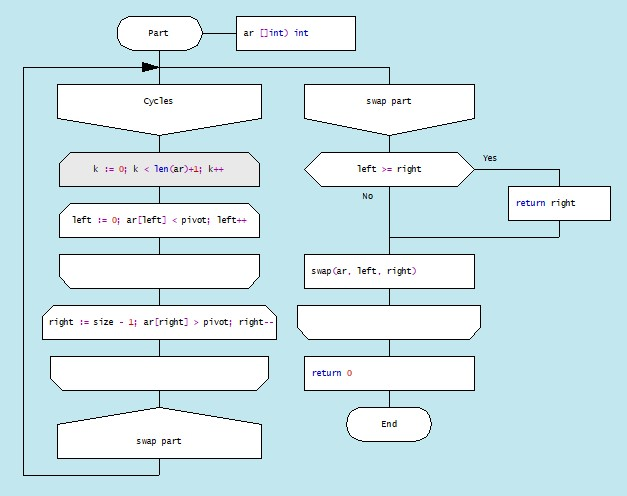 Part
ar []int) int
Cycles
k := 0; k < len(ar)+1; k++
left := 0; ar[left] < pivot; left++
right := size - 1; ar[right] > pivot; right--
swap part
swap part
left >= right
Yes
No
return right
swap(ar, left, right)
return 0
End